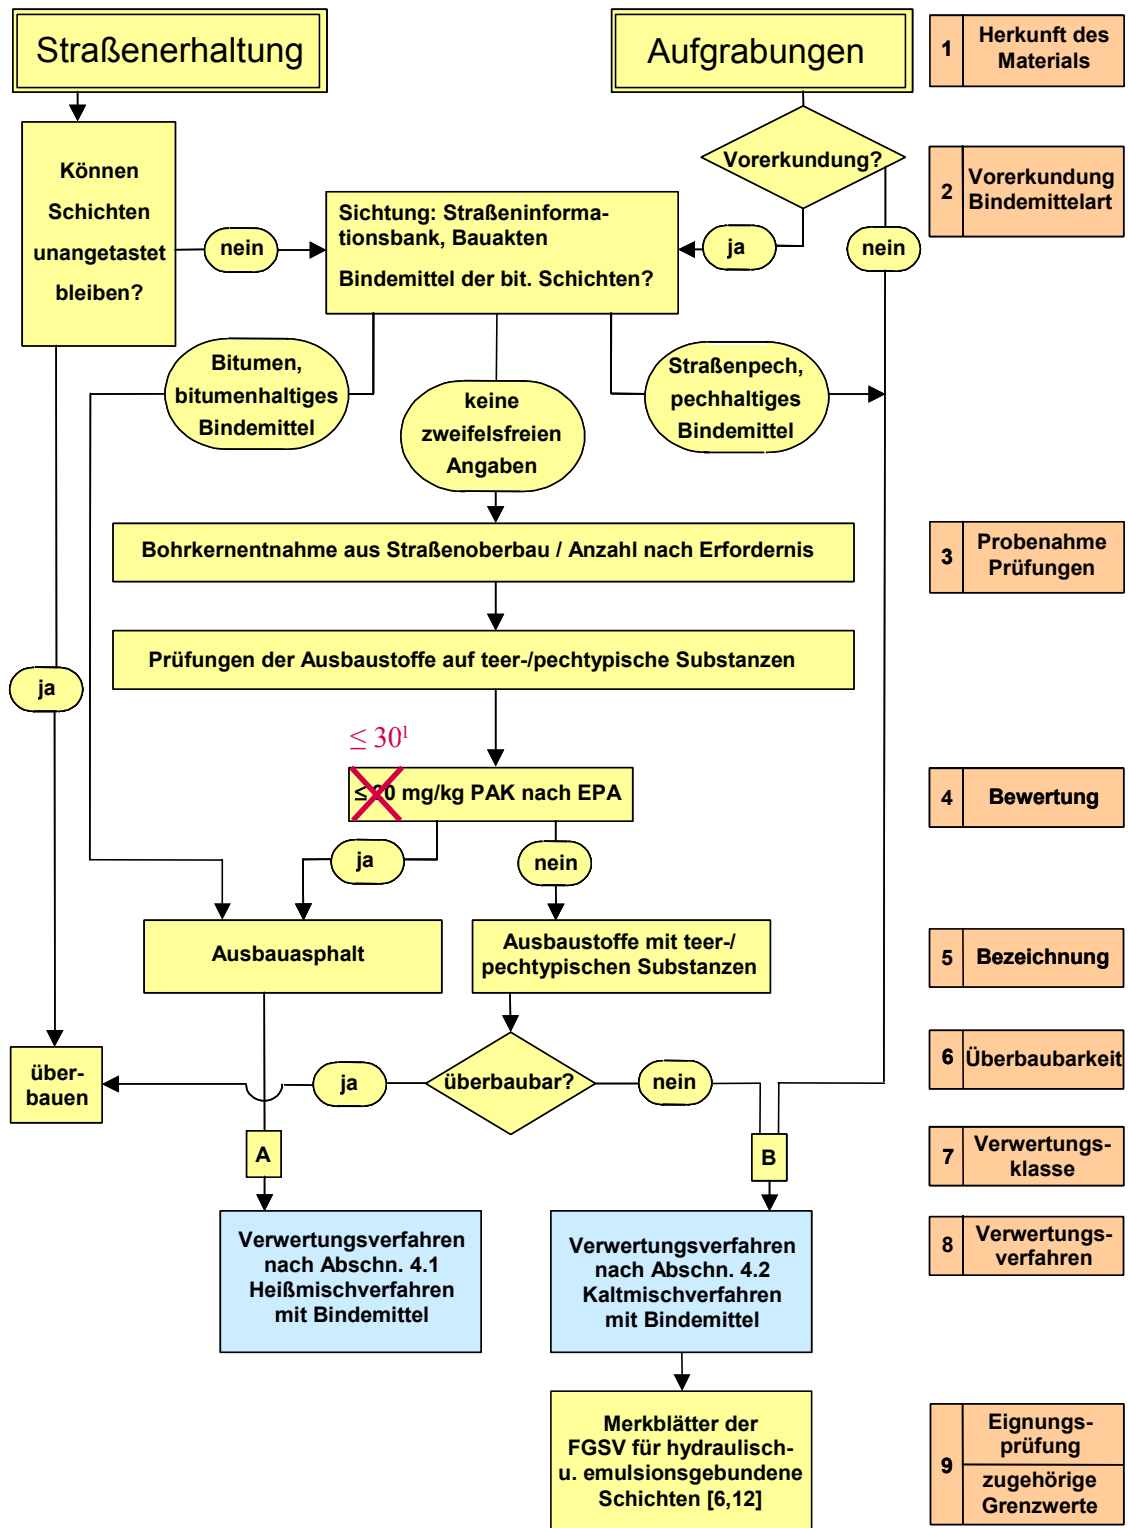 Straßenerhaltung
Aufgrabungen
1
Herkunft des
Materials
Können
Schichten
unangetastet
bleiben?
Vorerkundung?
2
Vorerkundung
Bindemittelart
nein
Sichtung: Straßeninforma-
tionsbank, Bauakten
Bindemittel der bit. Schichten?
ja
nein
Bitumen,
bitumenhaltiges
Bindemittel
keine
zweifelsfreien
Angaben
Straßenpech,
pechhaltiges
Bindemittel
Bohrkernentnahme aus Straßenoberbau / Anzahl nach Erfordernis
3
Probenahme
Prüfungen
Prüfungen der Ausbaustoffe auf teer-/pechtypische Substanzen
ja
≤ 30¹
mg/kg PAK nach EPA
4
Bewertung
ja
nein
Ausbauasphalt
Ausbaustoffe mit teer-/
pechtypischen Substanzen
5
Bezeichnung
über-
bauen
ja
überbaubar?
nein
6
Überbaubarkeit
A
B
7
Verwertungs-
klasse
Verwertungsverfahren
nach Abschn. 4.1
Heißmischverfahren
mit Bindemittel
Verwertungsverfahren
nach Abschn. 4.2
Kaltmischverfahren
mit Bindemittel
8
Verwertungs-
verfahren
Merkblätter der
FGSV für hydraulisch-
u. emulsionsgebundene
Schichten [6,12]
9
Eignungs-
prüfung
zugehörige
Grenzwerte